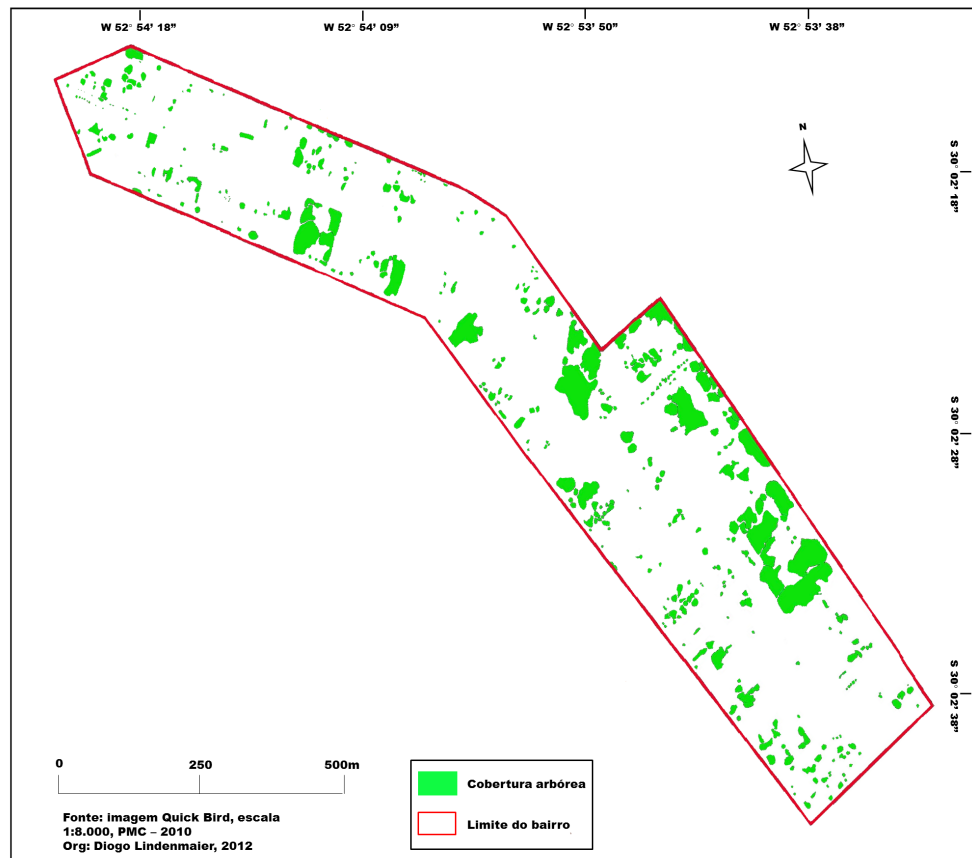 W 52° 54' 18”
W 52° 54' 09”
W 52° 53' 50”
W 52° 53' 38”
N
S 30° 02' 18”
S 30° 02' 28”
S 30° 02' 38”
0 250 500m
Cobertura arbórea
Limite do bairro
Fonte: imagem Quick Bird, escala
1:8.000, PMC – 2010
Org: Diogo Lindenmaier, 2012